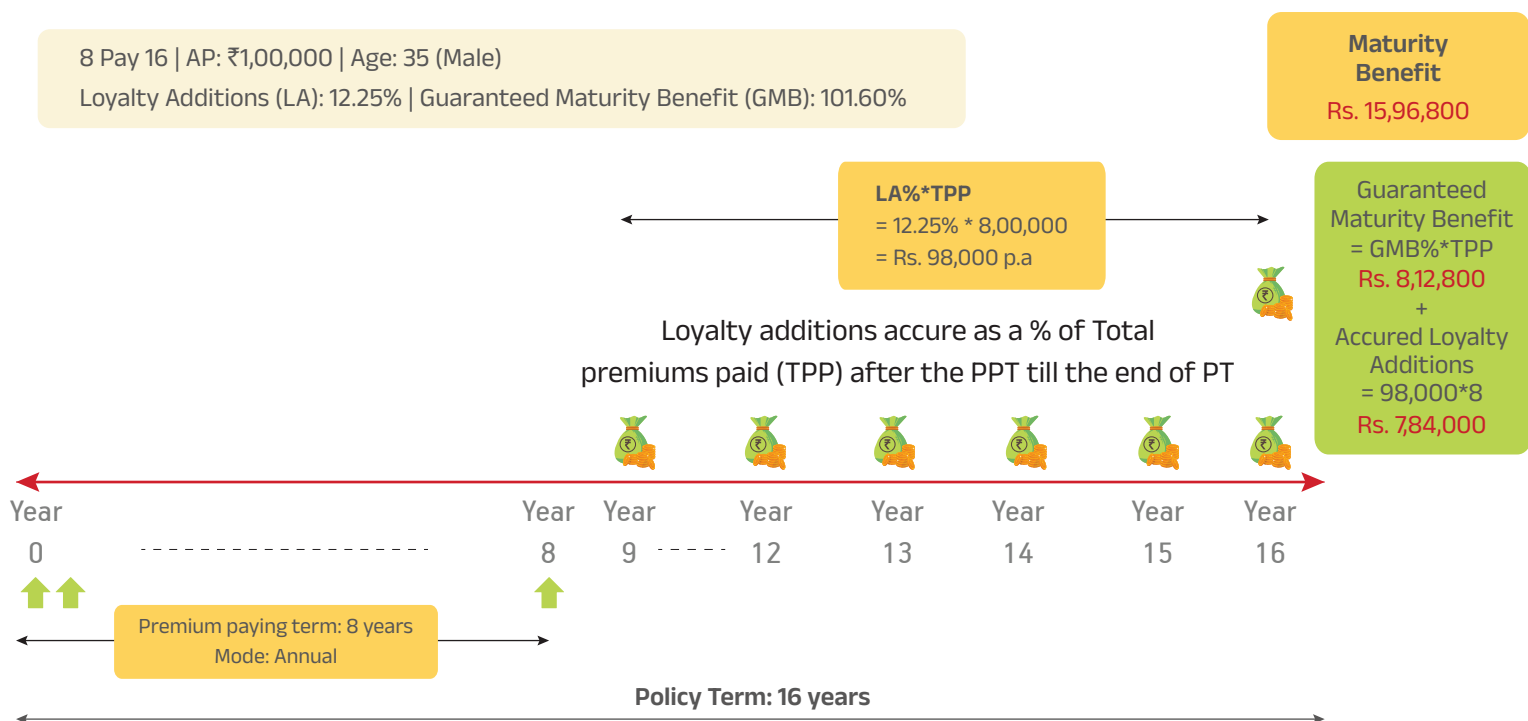 8 Pay 16 | AP: ₹1,00,000 | Age: 35 (Male)
Loyalty Additions (LA): 12.25% | Guaranteed Maturity Benefit (GMB): 101.60%
Maturity
Benefit
Rs. 15,96,800
LA%*TPP
= 12.25% * 8,00,000
= Rs. 98,000 p.a
Guaranteed
Maturity Benefit
= GMB%*TPP
Rs. 8,12,800
+
Accured Loyalty
Additions
= 98,000*8
Rs. 7,84,000
₹
Loyalty additions accure as a % of Total
premiums paid (TPP) after the PPT till the end of PT
₹ ₹ ₹ ₹ ₹ ₹
Year Year Year Year Year Year Year Year
0 8 9 12 13 14 15 16
Premium paying term: 8 years
Mode: Annual
Policy Term: 16 years